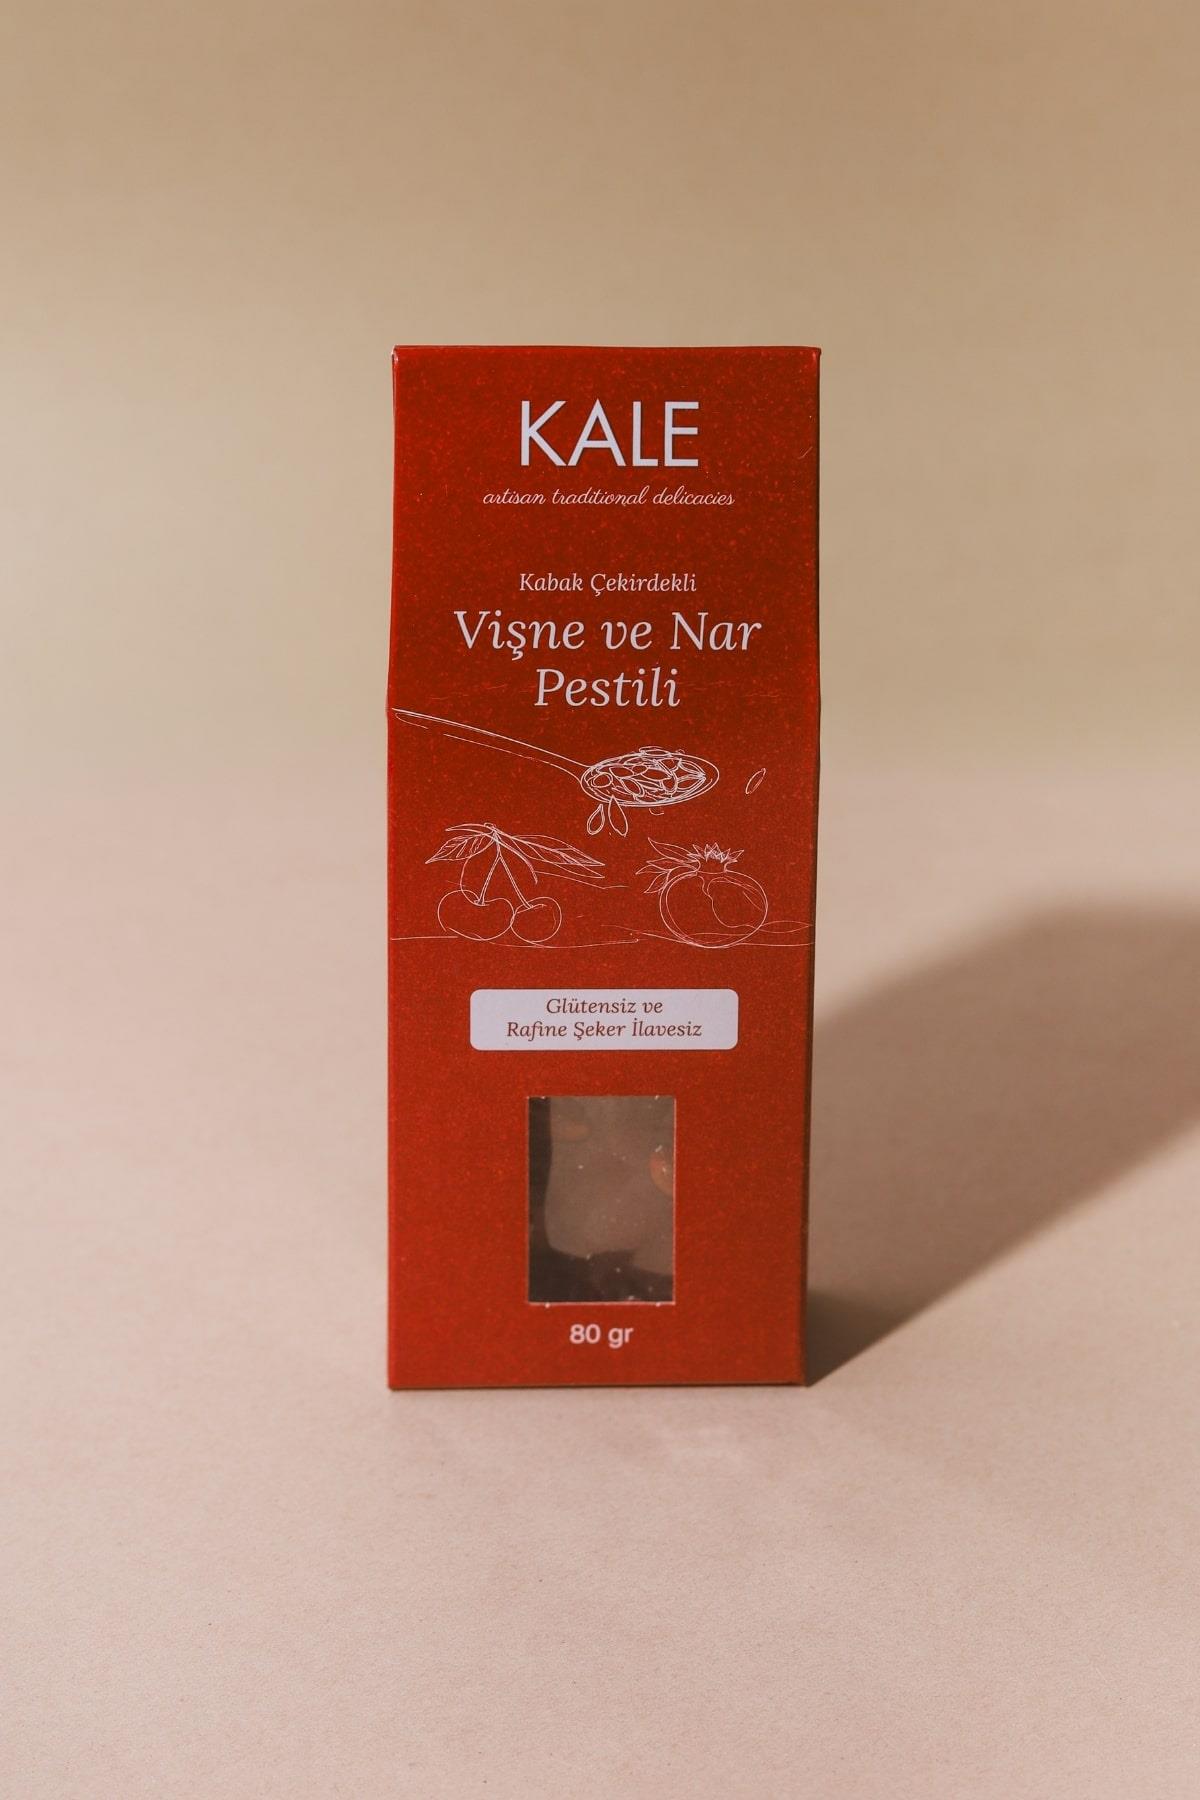 KALE
artisan traditional delicacies
Kabak Çekirdekli
Vişne ve Nar
Pestili
Glütensiz ve
Rafine Şeker İlavesiz
80 gr